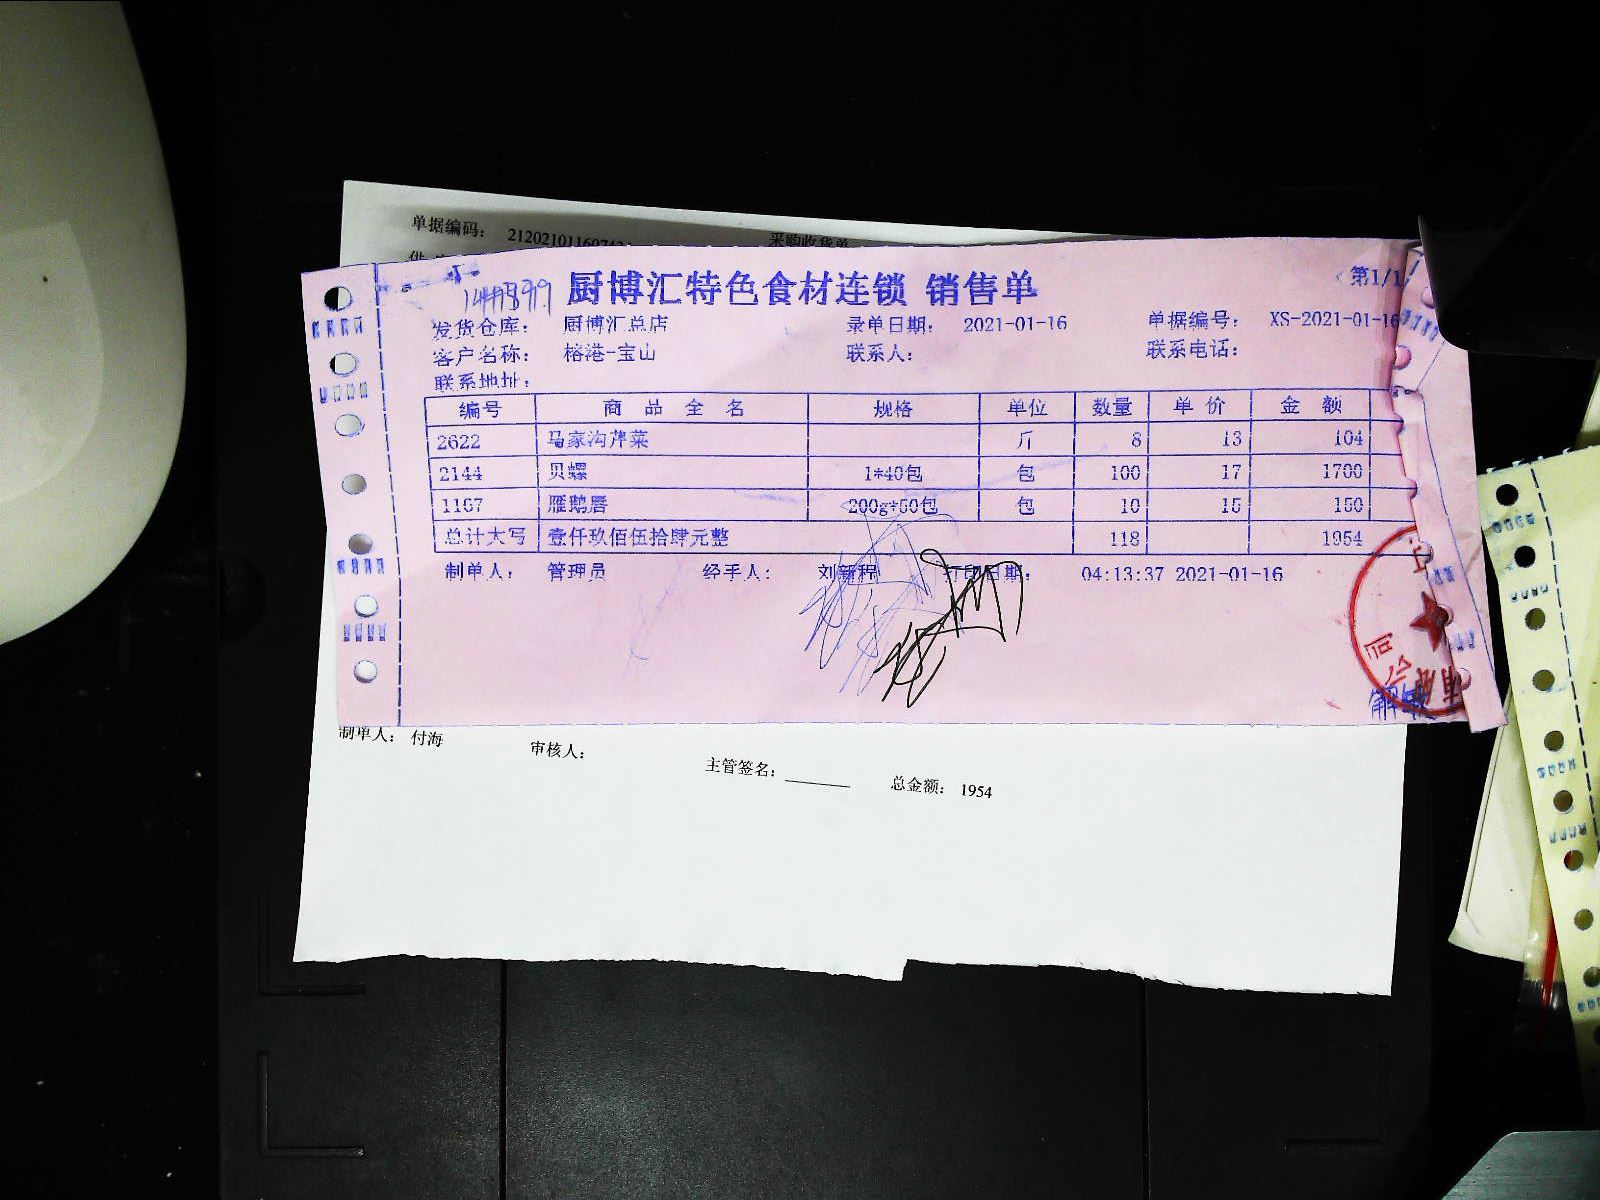 单据编码：
采购收货单
厨博汇特色食材连锁 销售单
第1/1
发货仓库： 厨博汇总店 录单日期： 2021-01-16 单据编号： XS-2021-01-16
客户名称： 榕港-宝山 联系人： 联系电话：
联系地址：
编号 商品全名 规格 单位 数量 单价 金额
2622 马家沟芹菜 斤 8 13 104
2144 贝螺 1*40包 包 100 17 1700
1167 雁鹅唇 200g*50包 包 10 15 150
总计大写 壹仟玖佰伍拾肆元整 118 1954
制单人： 管理员 经手人： 刘新程 打印日期： 04:13:37 2021-01-16
公司
制单人： 付海 审核人： 主管签名： 总金额： 1954